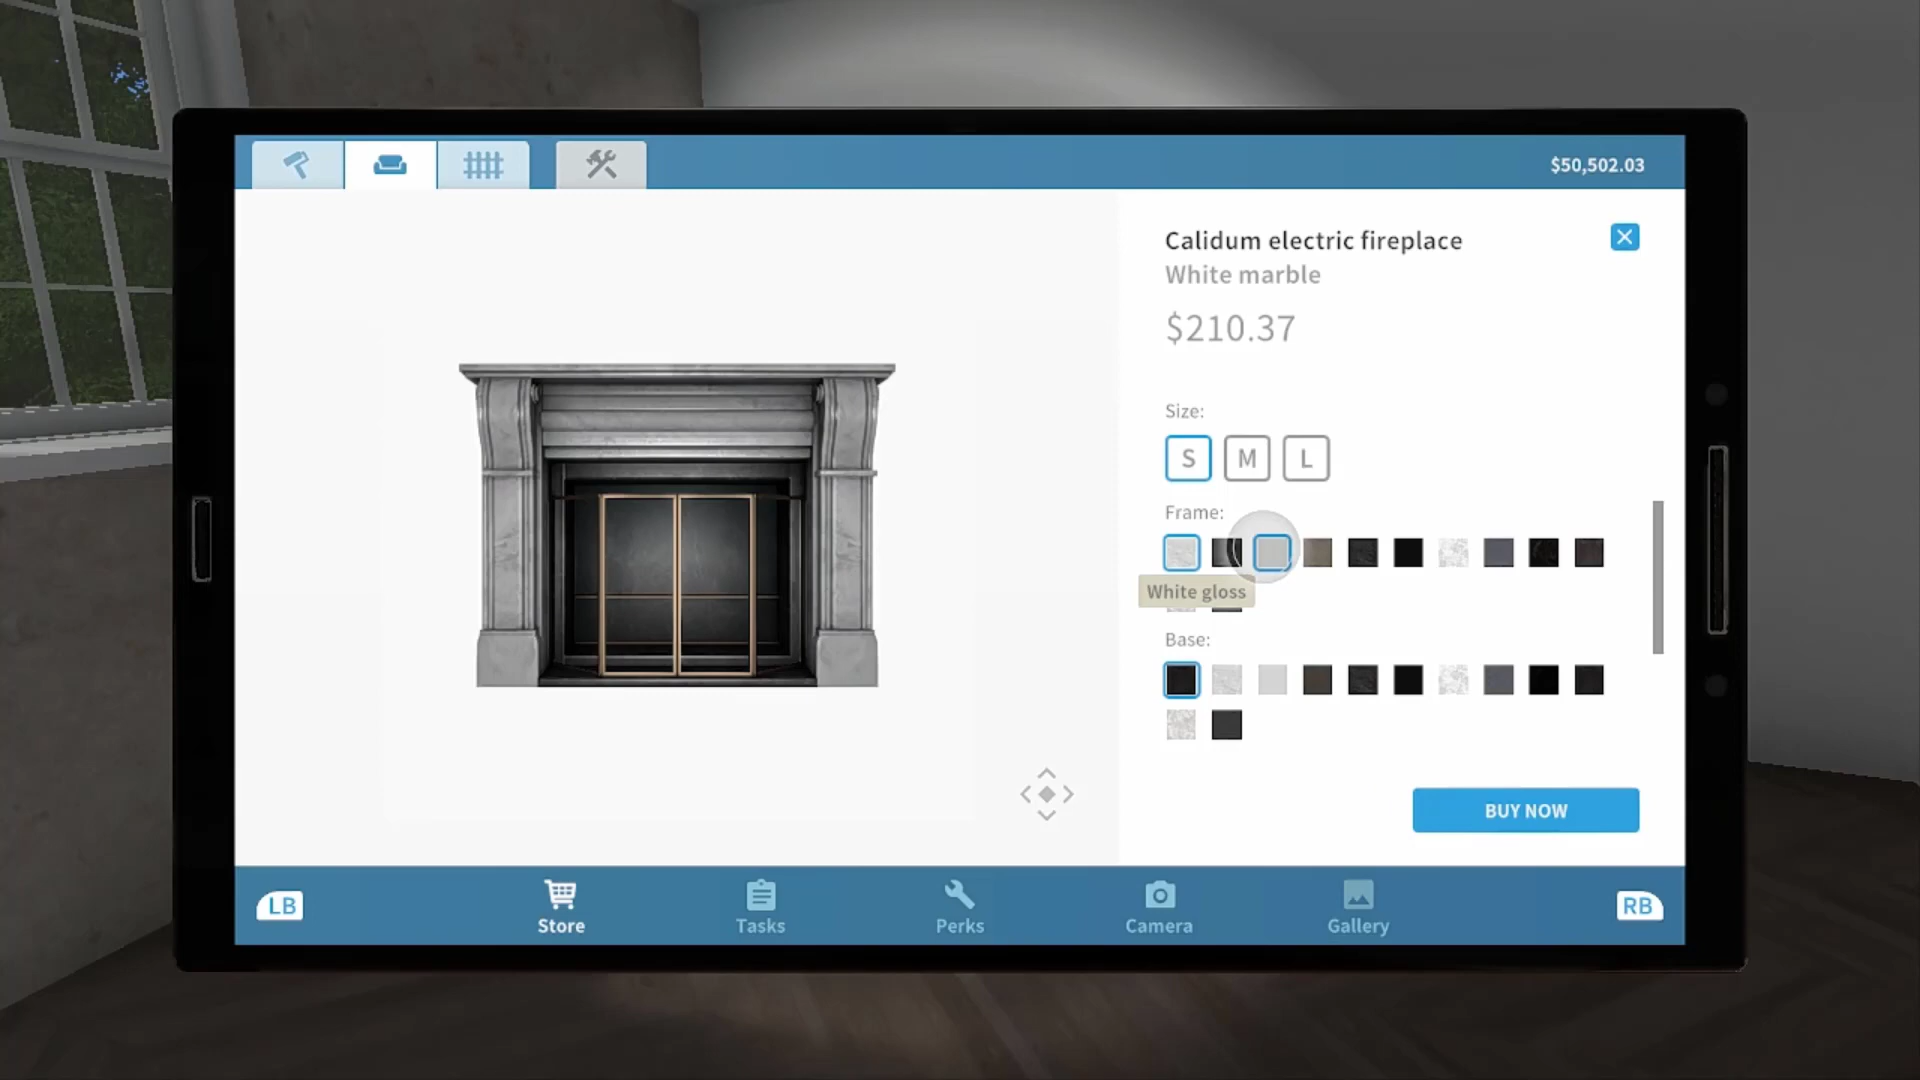 $50,502.03
Calidum electric fireplace
White marble
$210.37
Size:
S M L
Frame:
White gloss
Base:
BUY NOW
LB
Store
Tasks
Perks
Camera
Gallery
RB